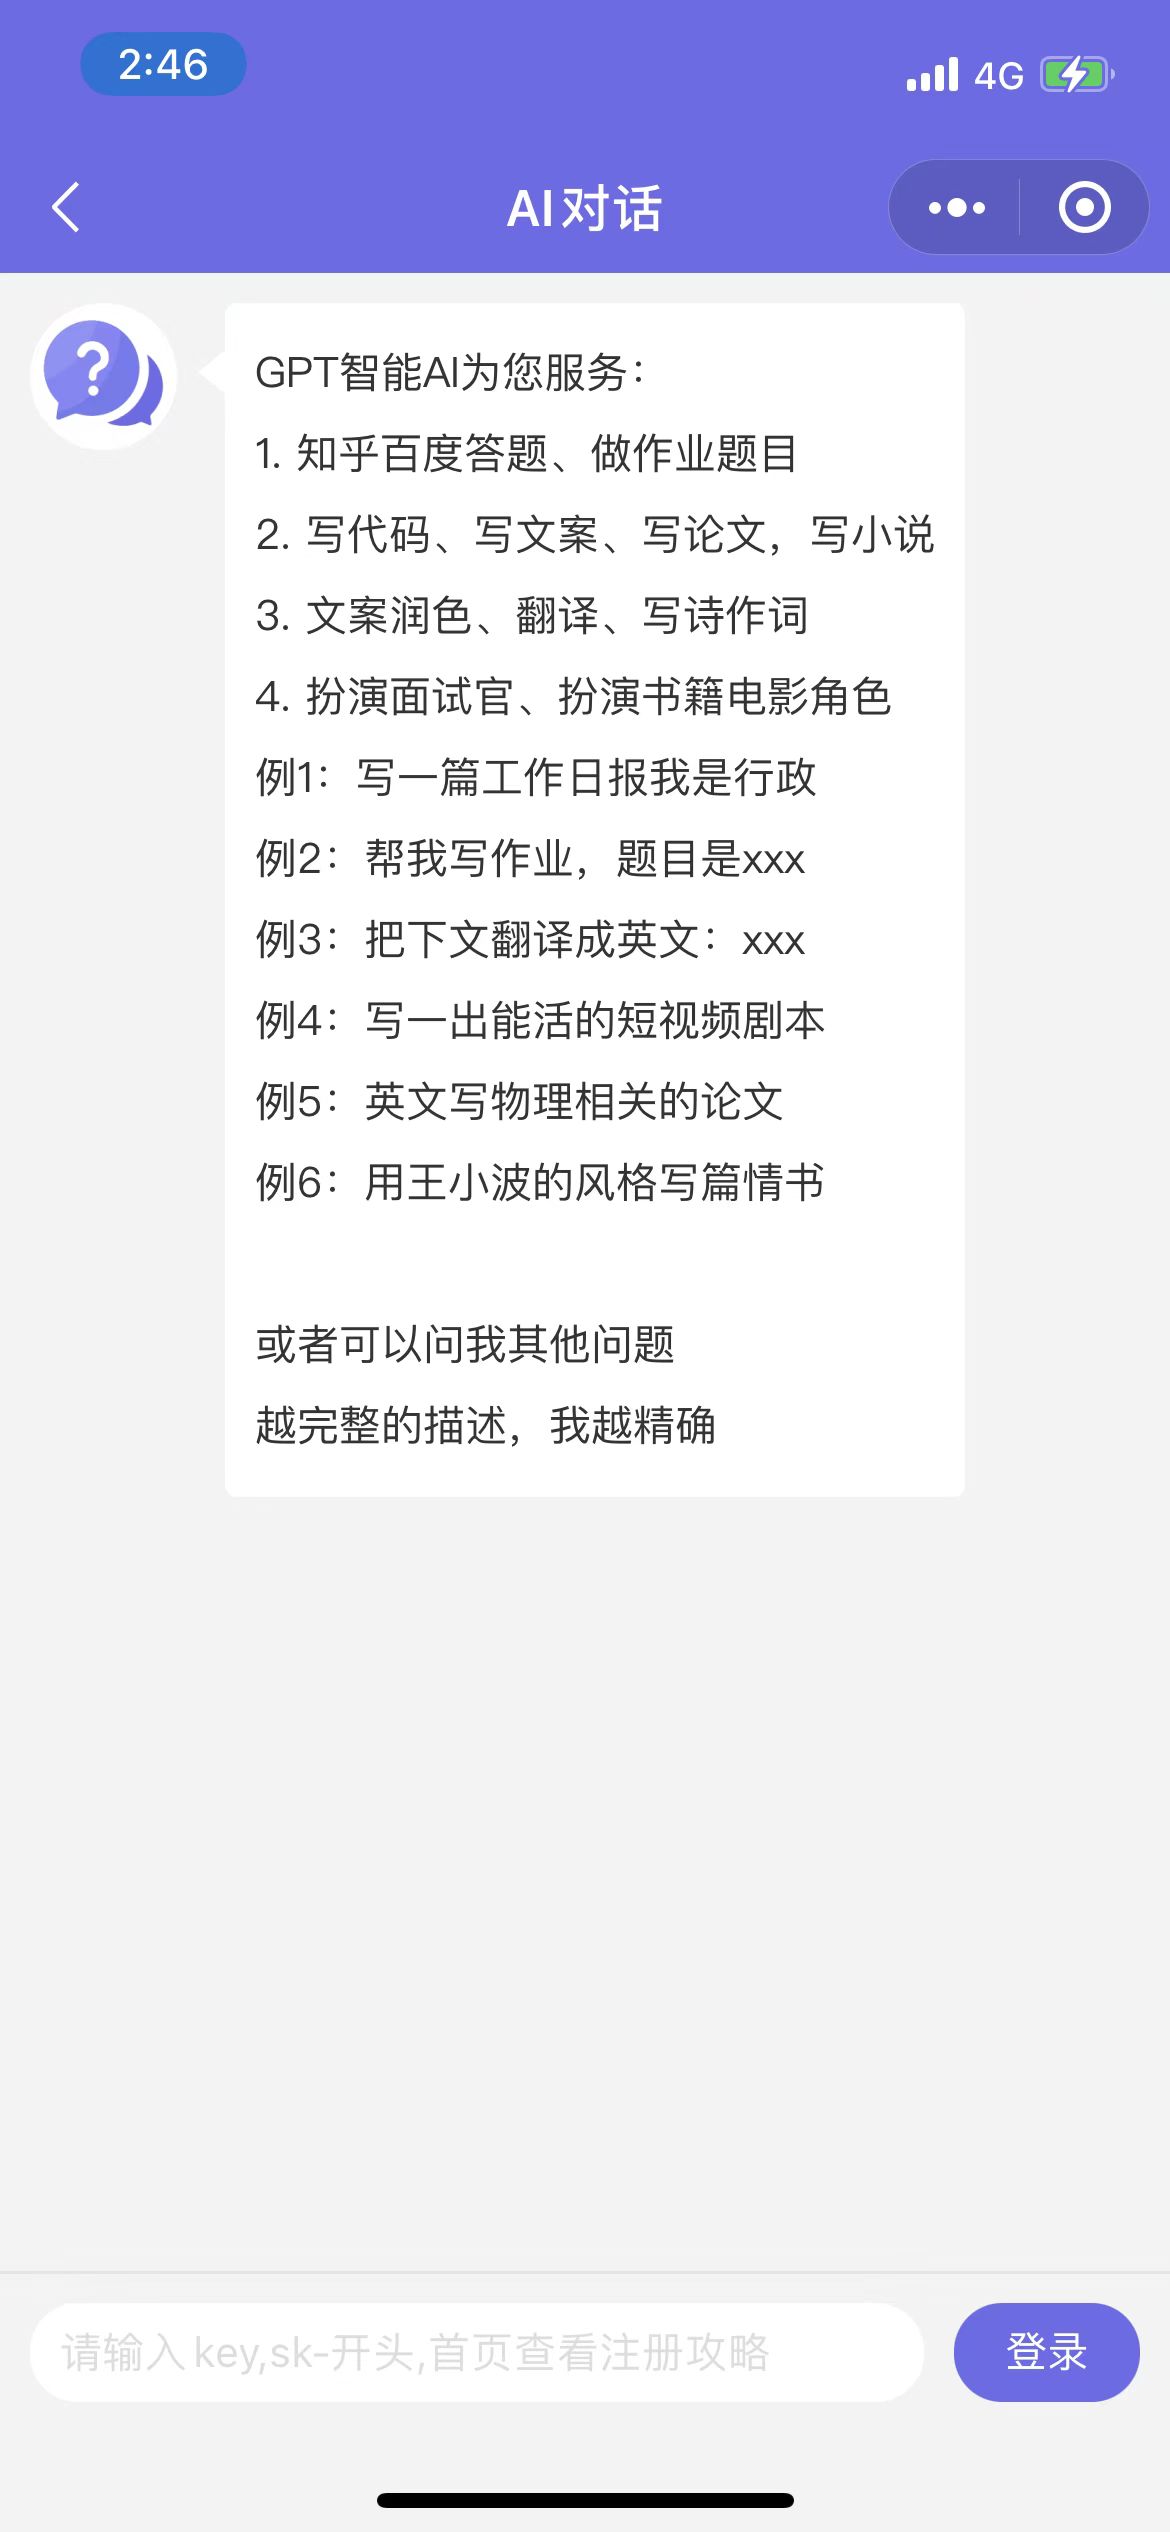 2:46
4G
AI对话
GPT智能AI为您服务：
1. 知乎百度答题、做作业题目
2. 写代码、写文案、写论文，写小说
3. 文案润色、翻译、写诗作词
4. 扮演面试官、扮演书籍电影角色
例1：写一篇工作日报我是行政
例2：帮我写作业，题目是xxx
例3：把下文翻译成英文：xxx
例4：写一出能活的短视频剧本
例5：英文写物理相关的论文
例6：用王小波的风格写篇情书
或者可以问我其他问题
越完整的描述，我越精确
请输入key,sk-开头,首页查看注册攻略
登录